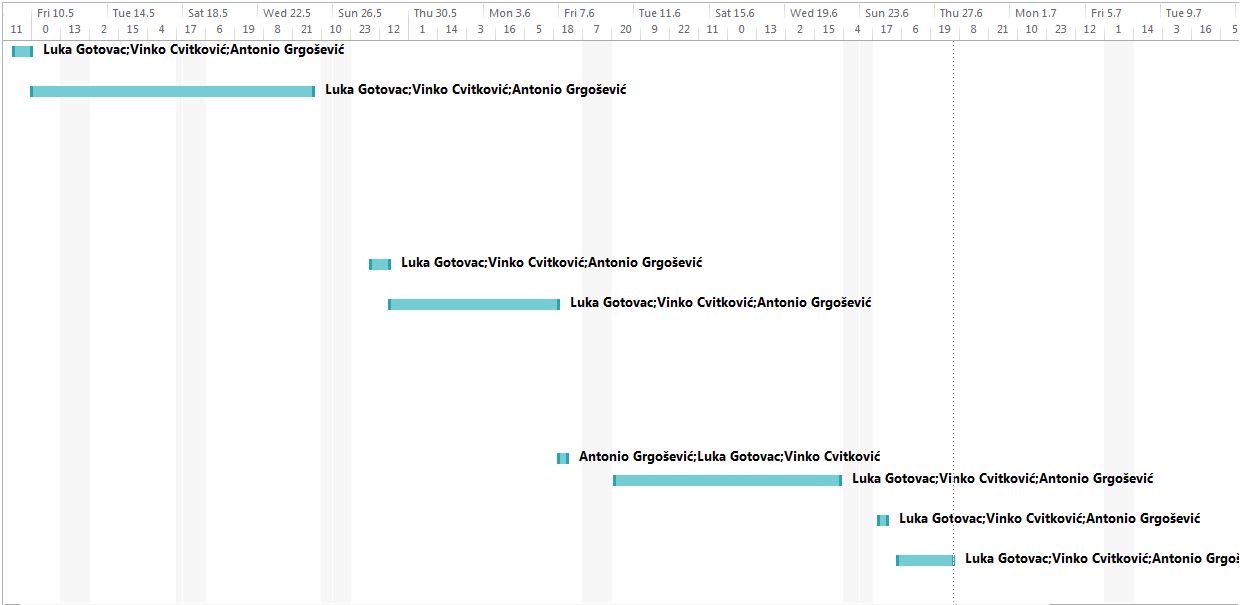 Fri 10.5 Tue 14.5 Sat 18.5 Wed 22.5 Sun 26.5 Thu 30.5 Mon 3.6 Fri 7.6 Tue 11.6 Sat 15.6 Wed 19.6 Sun 23.6 Thu 27.6 Mon 1.7 Fri 5.7 Tue 9.7
11 0 13 2 15 4 17 6 19 8 21 10 23 12 1 14 3 16 5 18 7 20 9 22 11 0 13 2 15 4 17 6 19 8 21 10 23 12 1 14 3 16 5
Luka Gotovac;Vinko Cvitković;Antonio Grgošević
Luka Gotovac;Vinko Cvitković;Antonio Grgošević
Luka Gotovac;Vinko Cvitković;Antonio Grgošević
Luka Gotovac;Vinko Cvitković;Antonio Grgošević
Antonio Grgošević;Luka Gotovac;Vinko Cvitković
Luka Gotovac;Vinko Cvitković;Antonio Grgošević
Luka Gotovac;Vinko Cvitković;Antonio Grgošević
Luka Gotovac;Vinko Cvitković;Antonio Grgoš